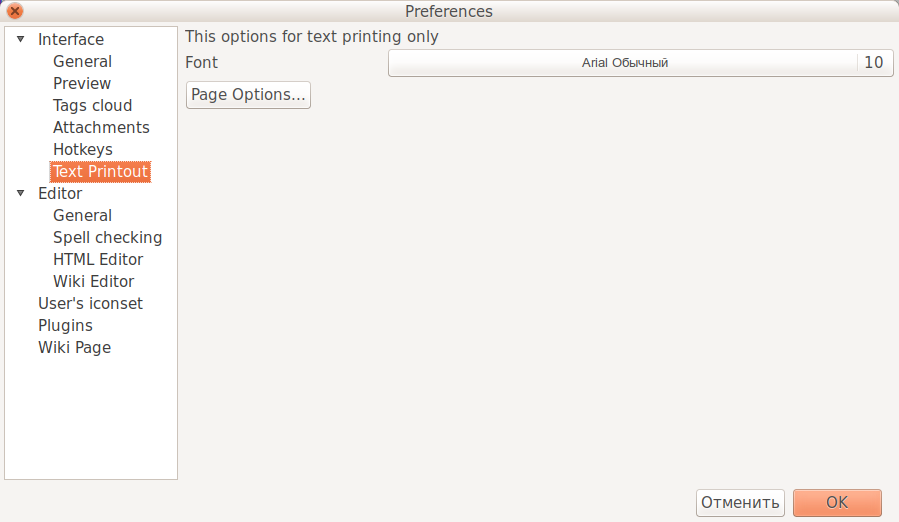 Preferences
Interface
General
Preview
Tags cloud
Attachments
Hotkeys
Text Printout
Editor
General
Spell checking
HTML Editor
Wiki Editor
User's iconset
Plugins
Wiki Page
This options for text printing only
Font Arial Обычный 10
Page Options...
Отменить OK